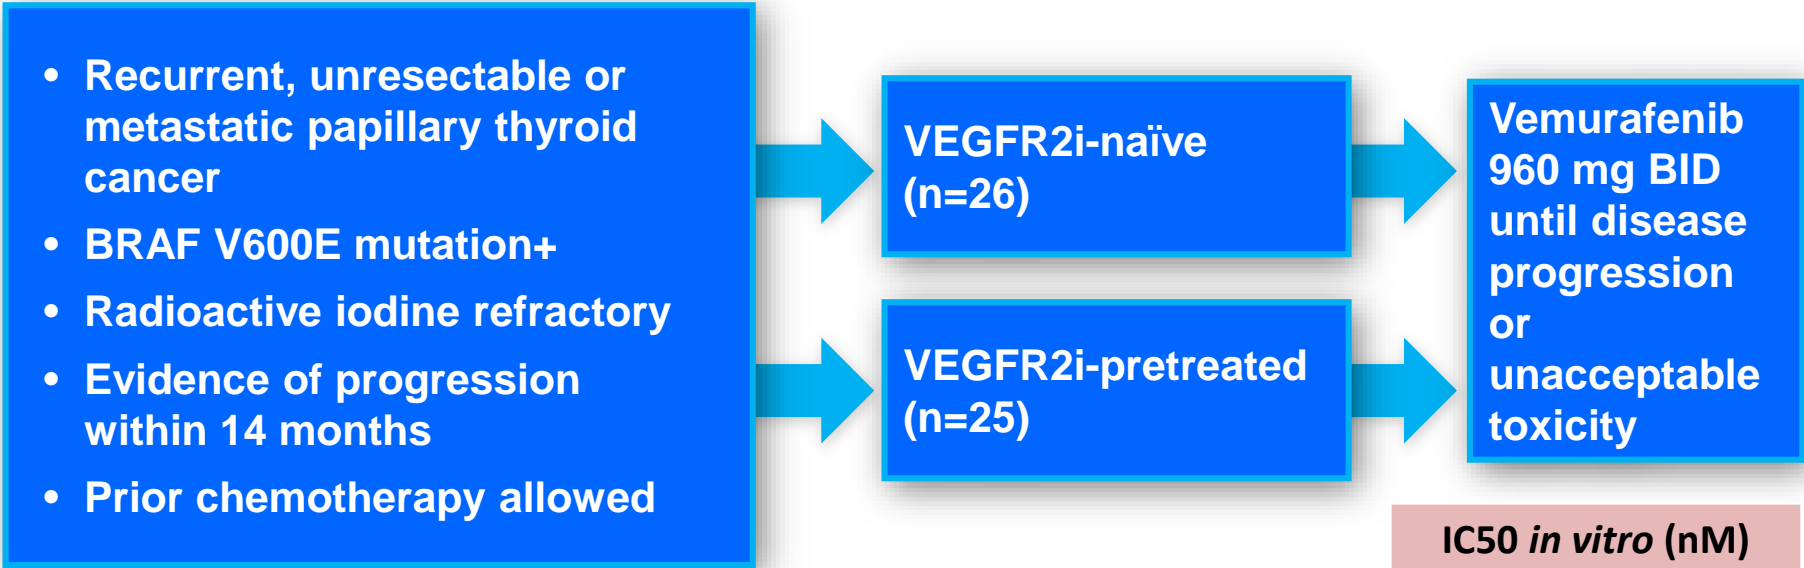 • Recurrent, unresectable or
metastatic papillary thyroid
cancer
• BRAF V600E mutation+
• Radioactive iodine refractory
• Evidence of progression
within 14 months
• Prior chemotherapy allowed
VEGFR2i-naïve
(n=26)
VEGFR2i-pretreated
(n=25)
Vemurafenib
960 mg BID
until disease
progression
or
unacceptable
toxicity
IC50 in vitro (nM)